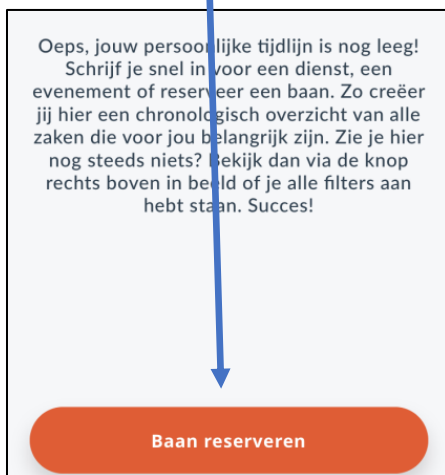 Oeps, jouw persoonlijke tijdlijn is nog leeg!
Schrijf je snel in voor een dienst, een
evenement of reserveer een baan. Zo creëer
jij hier een chronologisch overzicht van alle
zaken die voor jou belangrijk zijn. Zie je hier
nog steeds niets? Bekijk dan via de knop
rechts boven in beeld of je alle filters aan
hebt staan. Succes!
Baan reserveren